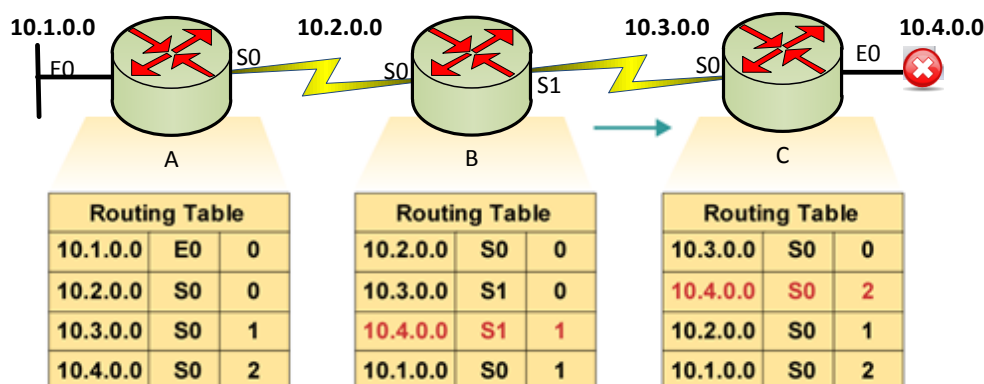 10.1.0.0 10.2.0.0 10.3.0.0 10.4.0.0
E0 S0 S0 S1 S0 E0
A B C
Routing Table
10.1.0.0 E0 0
10.2.0.0 S0 0
10.3.0.0 S0 1
10.4.0.0 S0 2
Routing Table
10.2.0.0 S0 0
10.3.0.0 S1 0
10.4.0.0 S1 1
10.1.0.0 S0 1
Routing Table
10.3.0.0 S0 0
10.4.0.0 S0 2
10.2.0.0 S0 1
10.1.0.0 S0 2